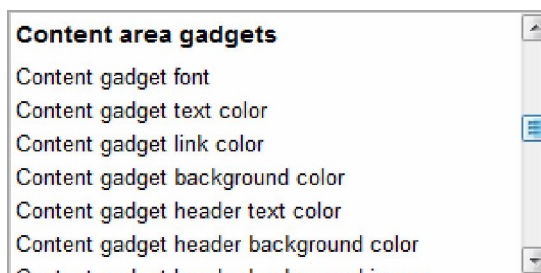 Content area gadgets
Content gadget font
Content gadget text color
Content gadget link color
Content gadget background color
Content gadget header text color
Content gadget header background color